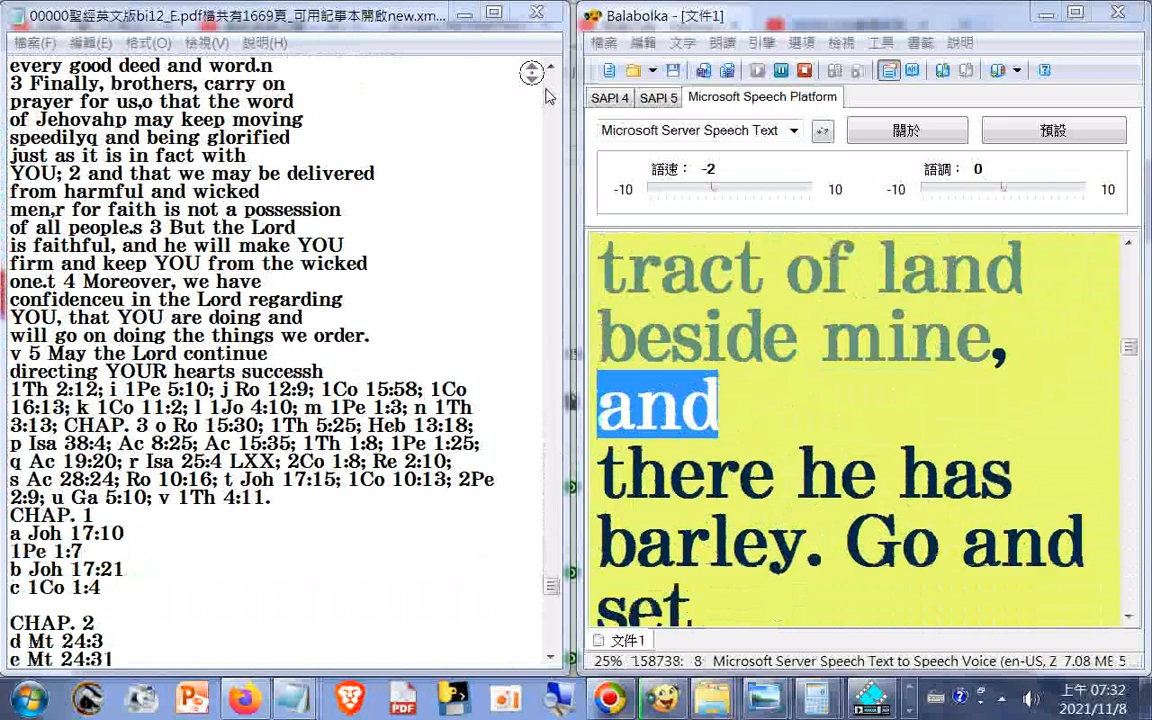 00000聖經英文版bi12_E.pdf檔共有1669頁_可用記事本開啟new.xm...
檔案(F) 編輯(E) 格式(O) 檢視(V) 說明(H)
every good deed and word.n
3 Finally, brothers, carry on
prayer for us,o that the word
of Jehovahp may keep moving
speedilyq and being glorified
just as it is in fact with
YOU; 2 and that we may be delivered
from harmful and wicked
men,r for faith is not a possession
of all people.s 3 But the Lord
is faithful, and he will make YOU
firm and keep YOU from the wicked
one.t 4 Moreover, we have
confidenceu in the Lord regarding
YOU, that YOU are doing and
will go on doing the things we order.
v 5 May the Lord continue
directing YOUR hearts successh
1Th 2:12; i 1Pe 5:10; j Ro 12:9; 1Co 15:58; 1Co
16:13; k 1Co 11:2; l 1Jo 4:10; m 1Pe 1:3; n 1Th
3:13; CHAP. 3 o Ro 15:30; 1Th 5:25; Heb 13:18;
p Isa 38:4; Ac 8:25; Ac 15:35; 1Th 1:8; 1Pe 1:25;
q Ac 19:20; r Isa 25:4 LXX; 2Co 1:8; Re 2:10;
s Ac 28:24; Ro 10:16; t Joh 17:15; 1Co 10:13; 2Pe
2:9; u Ga 5:10; v 1Th 4:11.
CHAP. 1
a Joh 17:10
1Pe 1:7
b Joh 17:21
c 1Co 1:4
CHAP. 2
d Mt 24:3
e Mt 24:31
Balabolka - [文件1]
檔案 編輯 文字 朗讀 引擎 選項 檢視 工具 書籤 說明
SAPI 4 SAPI 5 Microsoft Speech Platform
Microsoft Server Speech Text 關於 預設
語速： -2 語調： 0
-10 10 -10 10
tract of land
beside mine,
and
there he has
barley. Go and
set
文件1
25% 158738: 8 Microsoft Server Speech Text to Speech Voice (en-US, Z 7.08 ME 5
PDF
上午 07:32
2021/11/8